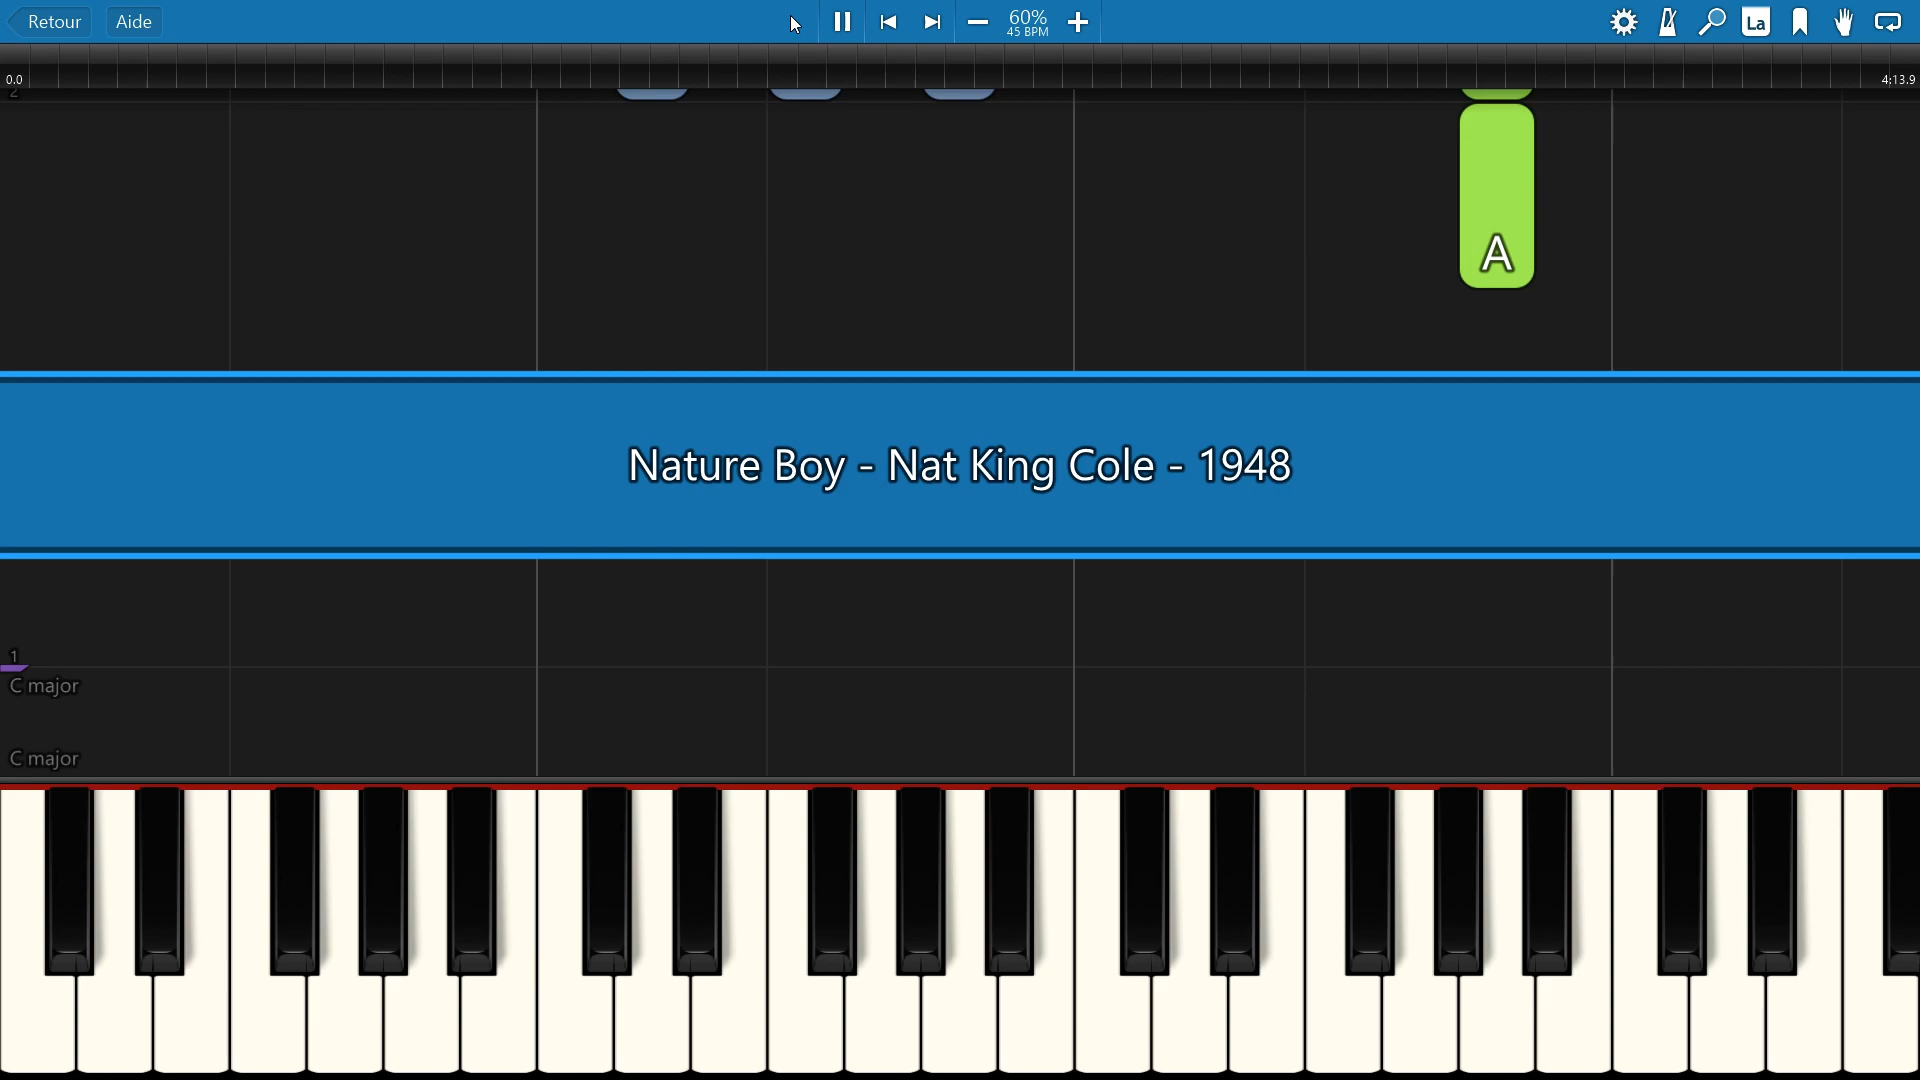 Retour
Aide
60%
45 BPM
La
0.0
4:13.9
2
A
Nature Boy - Nat King Cole - 1948
1
C major
C major